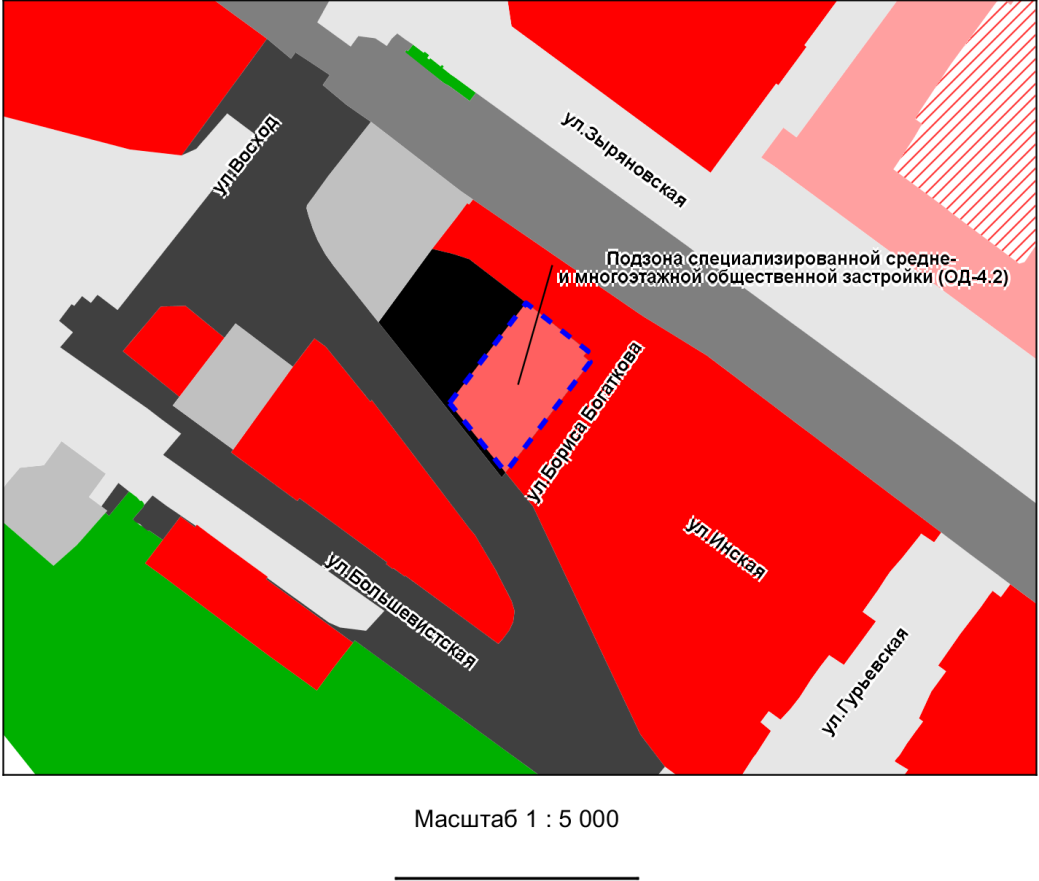 ул.Восход
ул.Зыряновская
Подзона специализированной средне-
и многоэтажной общественной застройки (ОД-4.2)
ул.Бориса Богаткова
ул.Инская
ул.Большевистская
ул.Гурьевская
Масштаб 1 : 5 000